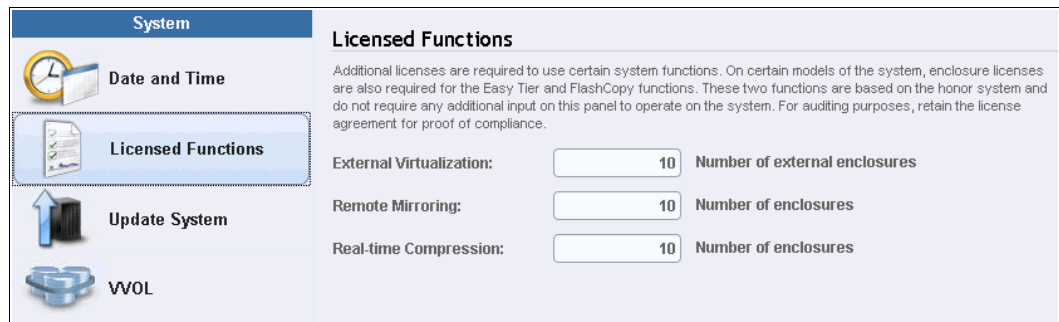 System
Date and Time
Licensed Functions
Update System
VVOL
Licensed Functions
Additional licenses are required to use certain system functions. On certain models of the system, enclosure licenses
are also required for the Easy Tier and FlashCopy functions. These two functions are based on the honor system and
do not require any additional input on this panel to operate on the system. For auditing purposes, retain the license
agreement for proof of compliance.
External Virtualization: 10 Number of external enclosures
Remote Mirroring: 10 Number of enclosures
Real-time Compression: 10 Number of enclosures